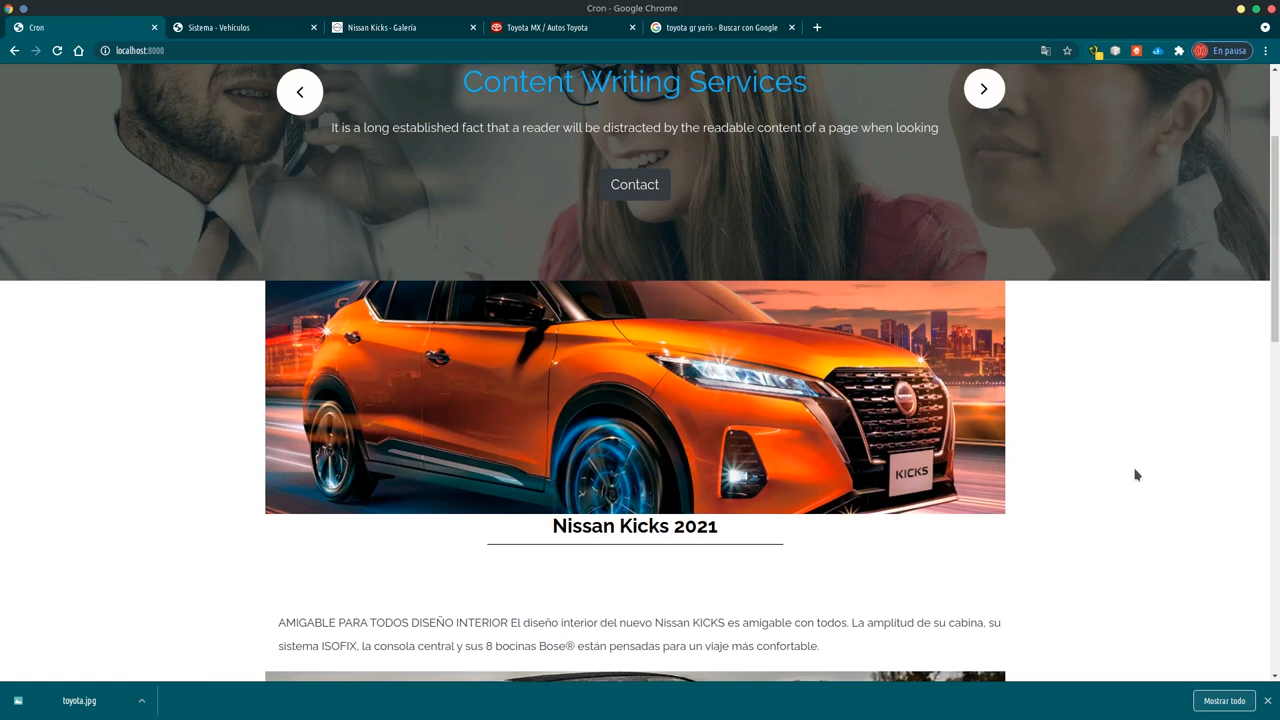 Cron - Google Chrome
Cron
Sistema - Vehículos
Nissan Kicks - Galería
Toyota MX / Autos Toyota
toyota gr yaris - Buscar con Google
localhost:8000
En pausa
Content Writing Services
It is a long established fact that a reader will be distracted by the readable content of a page when looking
Contact
KICKS
Nissan Kicks 2021
AMIGABLE PARA TODOS DISEÑO INTERIOR El diseño interior del nuevo Nissan KICKS es amigable con todos. La amplitud de su cabina, su
sistema ISOFIX, la consola central y sus 8 bocinas Bose® están pensadas para un viaje más confortable.
toyota.jpg
Mostrar todo